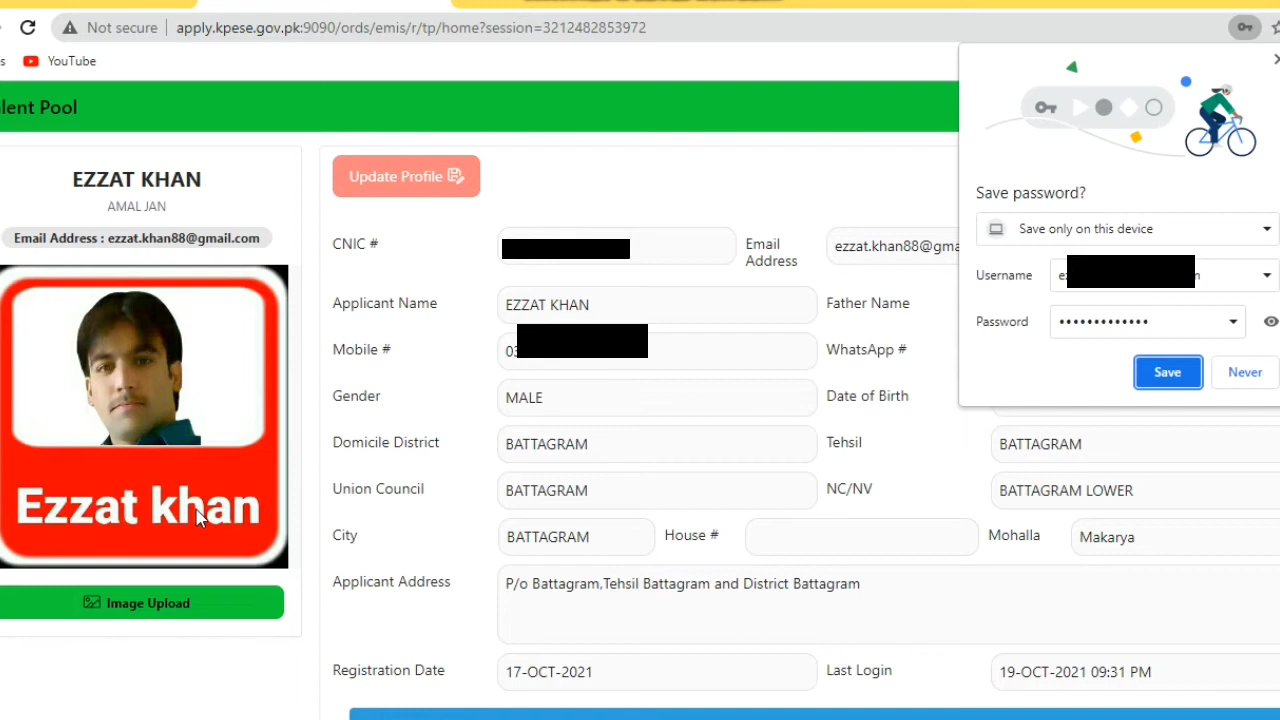 Not secure apply.kpese.gov.pk:9090/ords/emis/r/tp/home?session=3212482853972
s YouTube
lent Pool
EZZAT KHAN
AMAL JAN
Email Address : ezzat.khan88@gmail.com
Ezzat khan
Image Upload
Update Profile
CNIC # Email Address ezzat.khan88@gma
Applicant Name EZZAT KHAN Father Name
Mobile # 03 WhatsApp #
Gender MALE Date of Birth
Domicile District BATTAGRAM Tehsil BATTAGRAM
Union Council BATTAGRAM NC/NV BATTAGRAM LOWER
City BATTAGRAM House # Mohalla Makarya
Applicant Address P/o Battagram,Tehsil Battagram and District Battagram
Registration Date 17-OCT-2021 Last Login 19-OCT-2021 09:31 PM
Save password?
Save only on this device
Username
Password •••••••••••••
Save Never